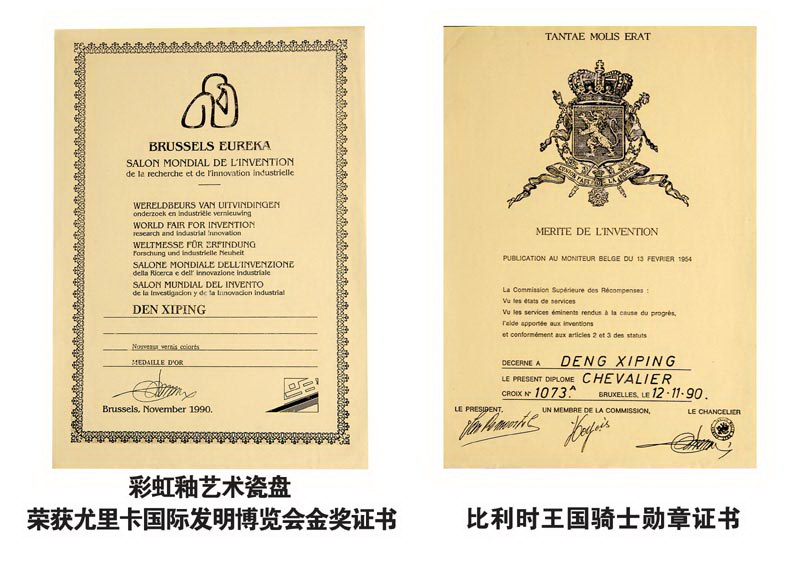 BRUSSELS EUREKA
SALON MONDIAL DE L'INVENTION
de la recherche et de l'innovation industrielle
WERELDBEURS VAN UITVINDINGEN
onderzoek en industriële vernieuwing
WORLD FAIR FOR INVENTION
research and industrial innovation
WELTMESSE FÜR ERFINDUNG
Forschung und industrielle Neuheit
SALONE MONDIALE DELL'INVENZIONE
della Ricerca e dell' innovazione industriale
SALON MUNDIAL DEL INVENTO
de la Investigacion y de la Innovacion industrial
DEN XIPING
Nouveaux vernis colorés
MEDAILLE D'OR
Brussels, November 1990.
彩虹釉艺术瓷盘
荣获尤里卡国际发明博览会金奖证书
TANTAE MOLIS ERAT
MERITE DE L'INVENTION
PUBLICATION AU MONITEUR BELGE DU 13 FEVRIER 1954
La Commission Supérieure des Récompenses :
Vu les états de services
Vu les services éminents rendus à la cause du progrès,
l'aide apportée aux inventions
et conformément aux articles 2 et 3 des statuts
DECERNE A DENG XIPING
LE PRESENT DIPLOME CHEVALIER
CROIX N° 1073A BRUXELLES, LE 12-11-90.
LE PRESIDENT, UN MEMBRE DE LA COMMISSION, LE CHANCELIER
比利时王国骑士勋章证书